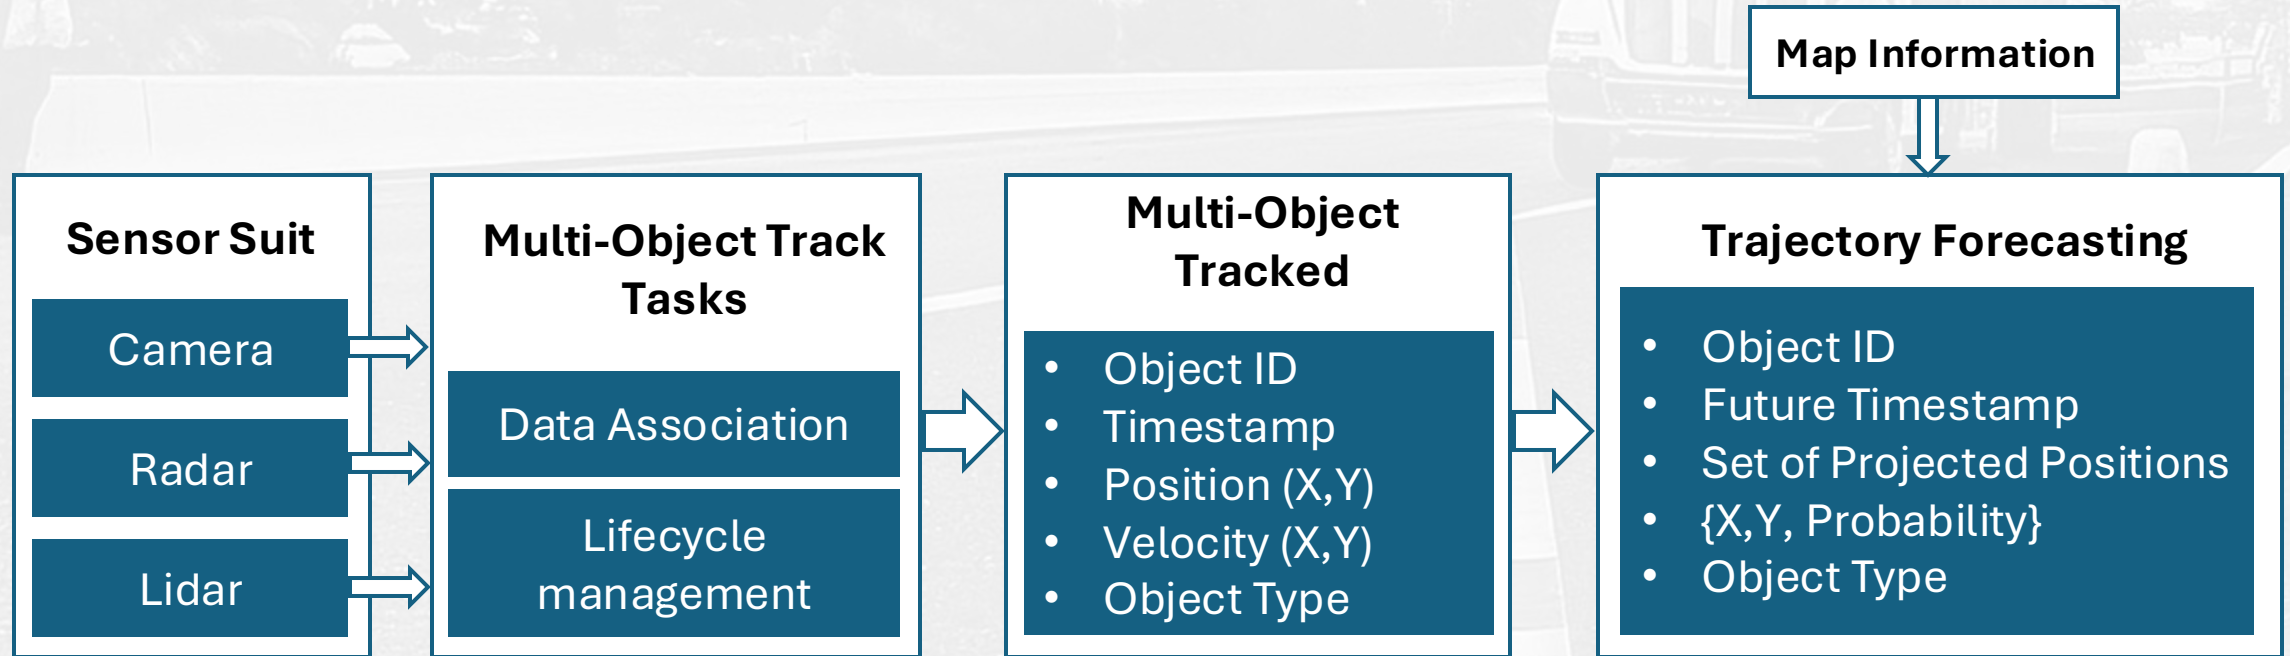 Map Information
Sensor Suit
Camera
Radar
Lidar
Multi-Object Track
Tasks
Data Association
Lifecycle
management
Multi-Object
Tracked
• Object ID
• Timestamp
• Position (X,Y)
• Velocity (X,Y)
• Object Type
Trajectory Forecasting
• Object ID
• Future Timestamp
• Set of Projected Positions
• {X,Y, Probability}
• Object Type